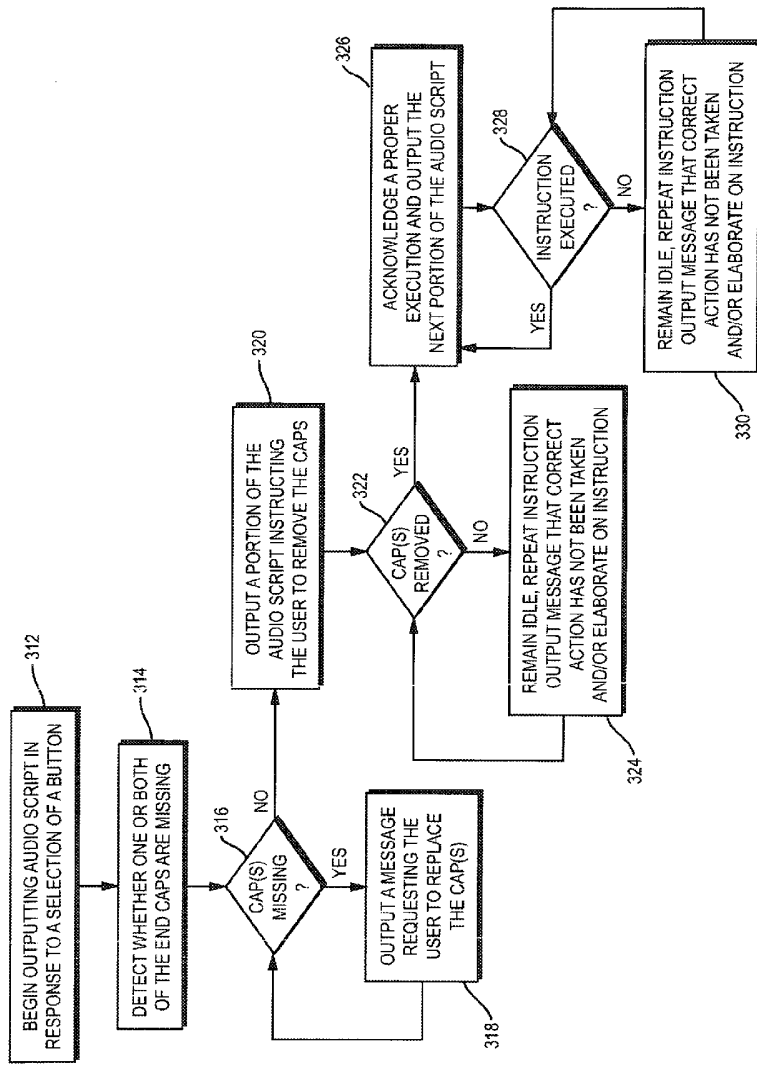 312
BEGIN OUTPUTTING AUDIO SCRIPT IN
RESPONSE TO A SELECTION OF A BUTTON
314
DETECT WHETHER ONE OR BOTH
OF THE END CAPS ARE MISSING
316
CAP(S)
MISSING
?
NO
YES
OUTPUT A MESSAGE
REQUESTING THE
USER TO REPLACE
THE CAP(S)
318
320
OUTPUT A PORTION OF THE
AUDIO SCRIPT INSTRUCTING
THE USER TO REMOVE THE CAPS
322
CAP(S)
REMOVED
?
YES
NO
REMAIN IDLE, REPEAT INSTRUCTION
OUTPUT MESSAGE THAT CORRECT
ACTION HAS NOT BEEN TAKEN
AND/OR ELABORATE ON INSTRUCTION
324
326
ACKNOWLEDGE A PROPER
EXECUTION AND OUTPUT THE
NEXT PORTION OF THE AUDIO SCRIPT
328
INSTRUCTION
EXECUTED
?
YES
NO
REMAIN IDLE, REPEAT INSTRUCTION
OUTPUT MESSAGE THAT CORRECT
ACTION HAS NOT BEEN TAKEN
AND/OR ELABORATE ON INSTRUCTION
330